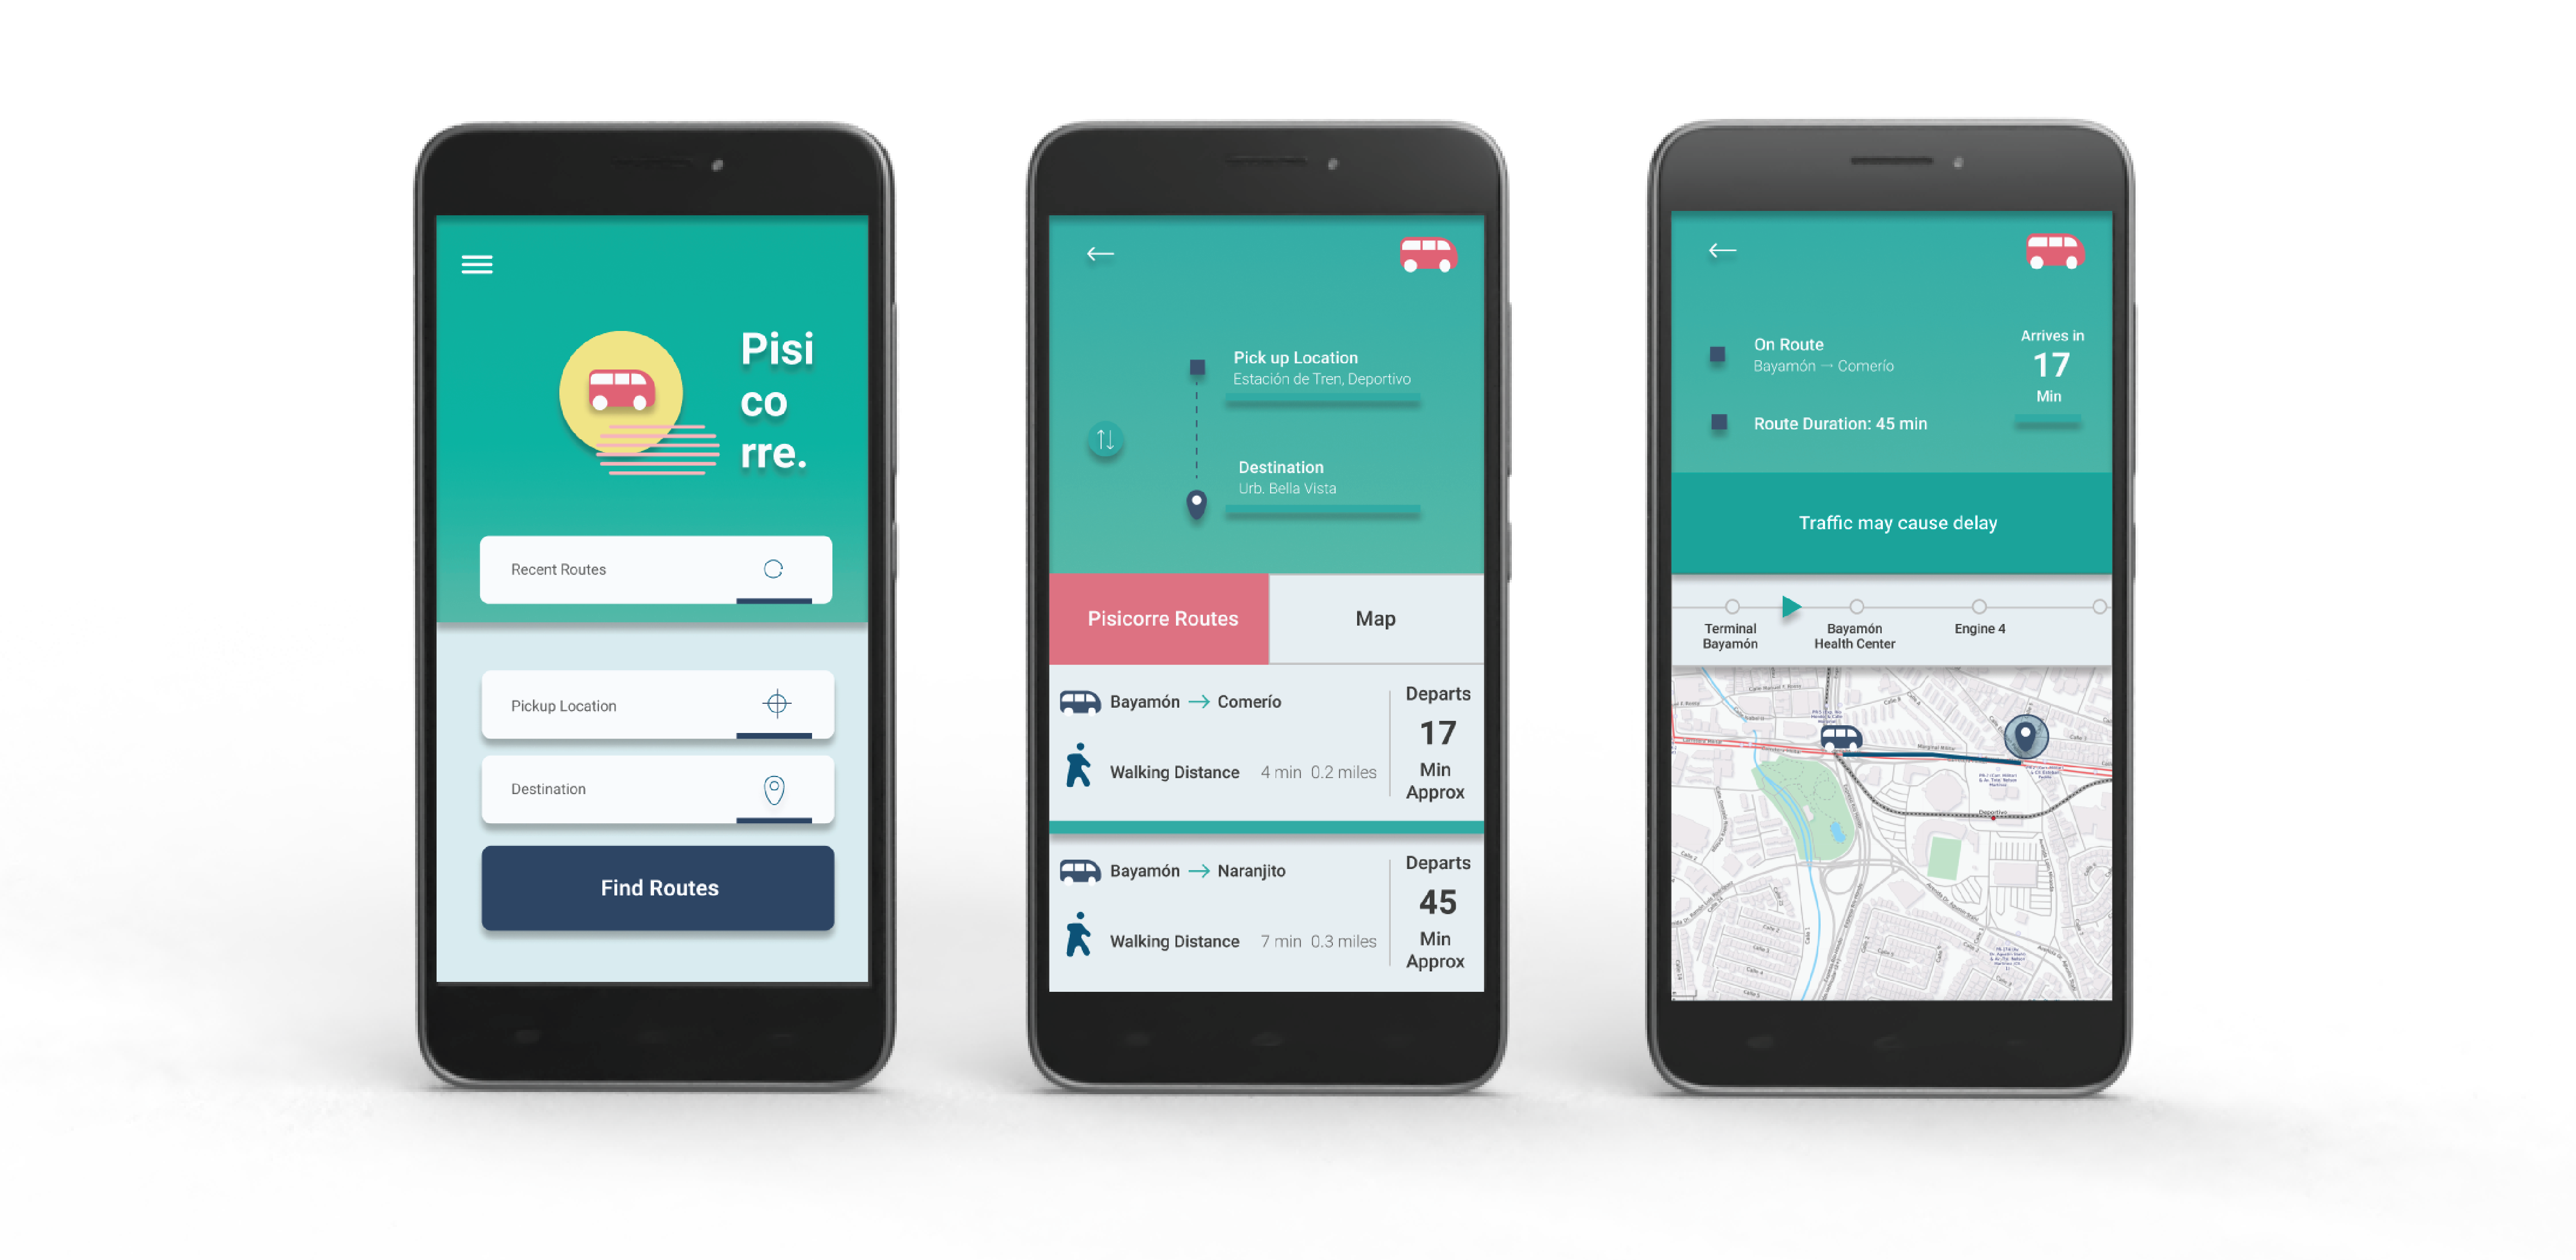 Pisi
co
rre.
Recent Routes
Pickup Location
Destination
Find Routes
Pick up Location
Estación de Tren, Deportivo
Destination
Urb. Bella Vista
Pisicorre Routes
Map
Bayamón → Comerío
Walking Distance 4 min 0.2 miles
Departs
17
Min
Approx
Bayamón → Naranjito
Walking Distance 7 min 0.3 miles
Departs
45
Min
Approx
On Route
Bayamón → Comerío
Arrives in
17
Min
Route Duration: 45 min
Traffic may cause delay
Terminal
Bayamón
Bayamón
Health Center
Engine 4
Marginal Militar
Deportivo